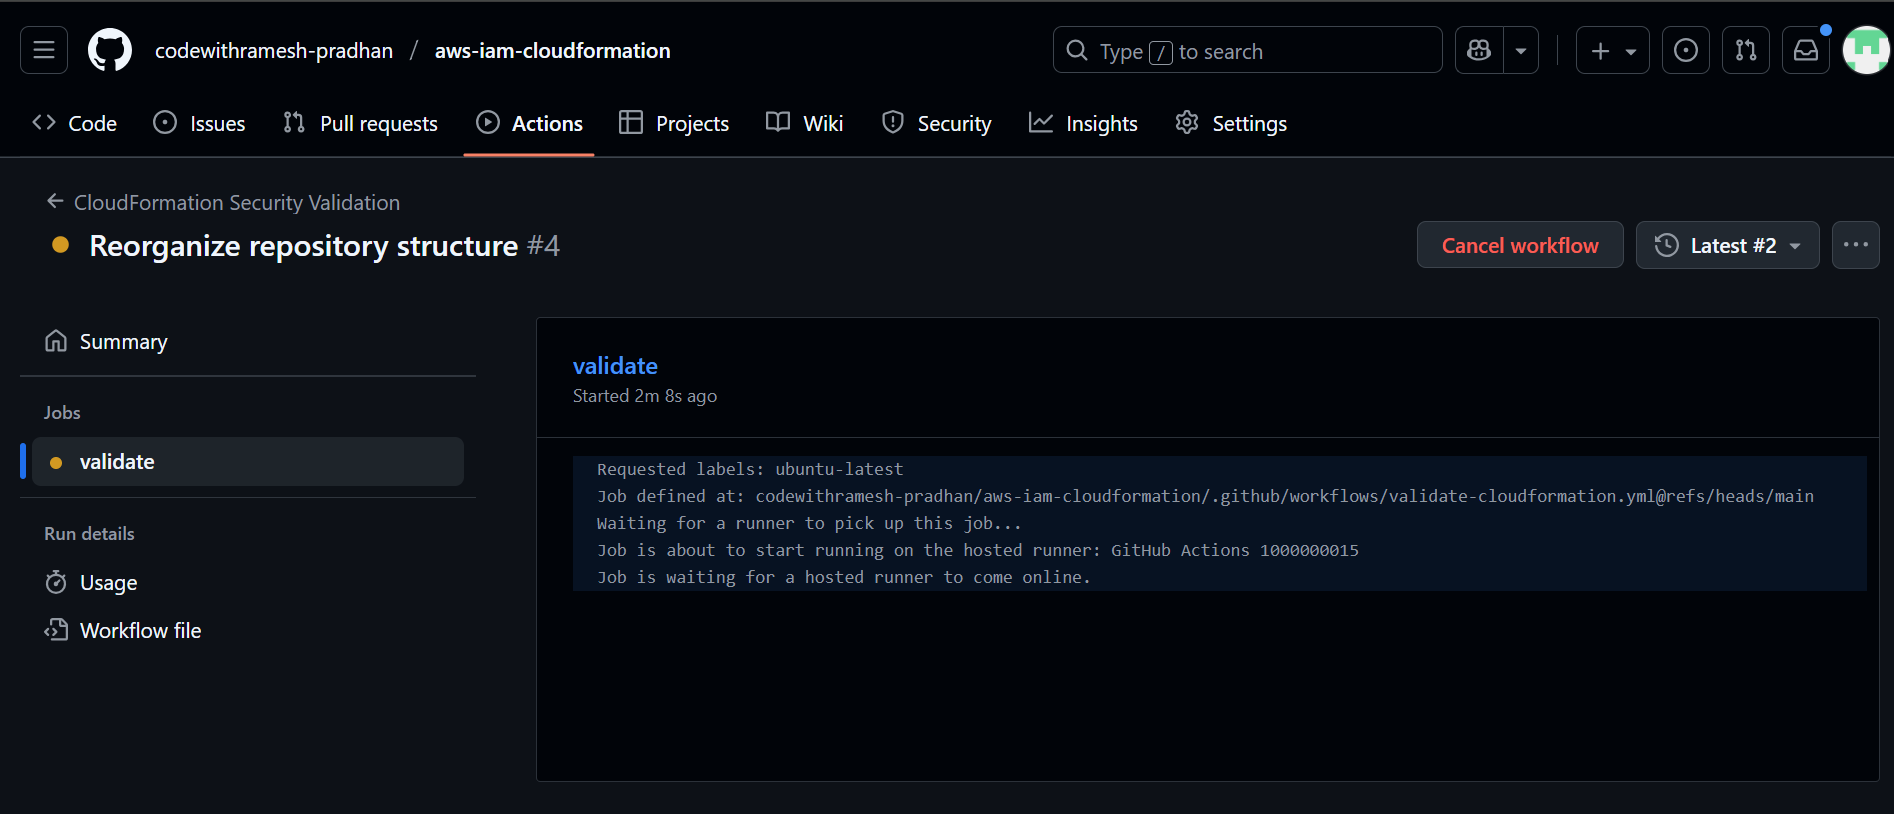 codewithramesh-pradhan / aws-iam-cloudformation
Type / to search
Code Issues Pull requests Actions Projects Wiki Security Insights Settings
CloudFormation Security Validation
Reorganize repository structure #4
Cancel workflow
Latest #2
Summary
Jobs
validate
Run details
Usage
Workflow file
validate
Started 2m 8s ago
Requested labels: ubuntu-latest
Job defined at: codewithramesh-pradhan/aws-iam-cloudformation/.github/workflows/validate-cloudformation.yml@refs/heads/main
Waiting for a runner to pick up this job...
Job is about to start running on the hosted runner: GitHub Actions 1000000015
Job is waiting for a hosted runner to come online.